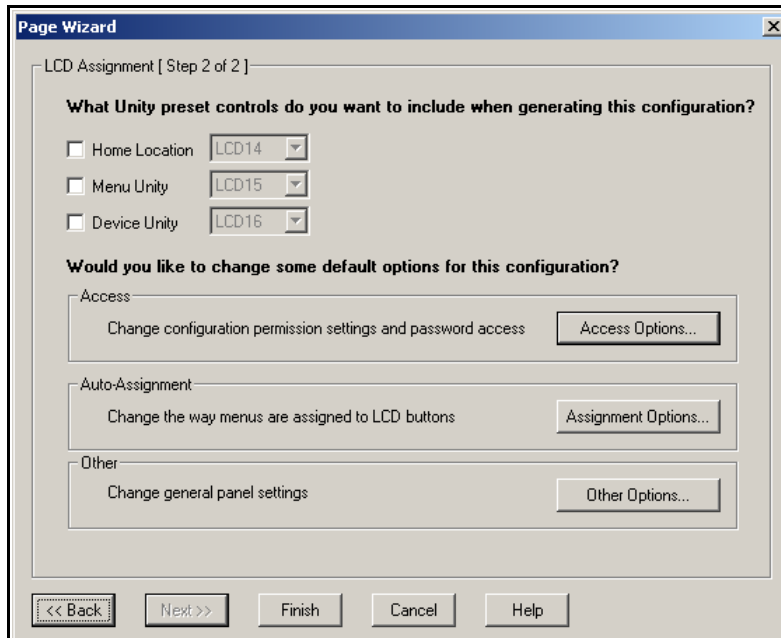 Page Wizard
LCD Assignment [ Step 2 of 2 ]
What Unity preset controls do you want to include when generating this configuration?
Home Location LCD14
Menu Unity LCD15
Device Unity LCD16
Would you like to change some default options for this configuration?
Access
Change configuration permission settings and password access Access Options...
Auto-Assignment
Change the way menus are assigned to LCD buttons Assignment Options...
Other
Change general panel settings Other Options...
<< Back Next >> Finish Cancel Help